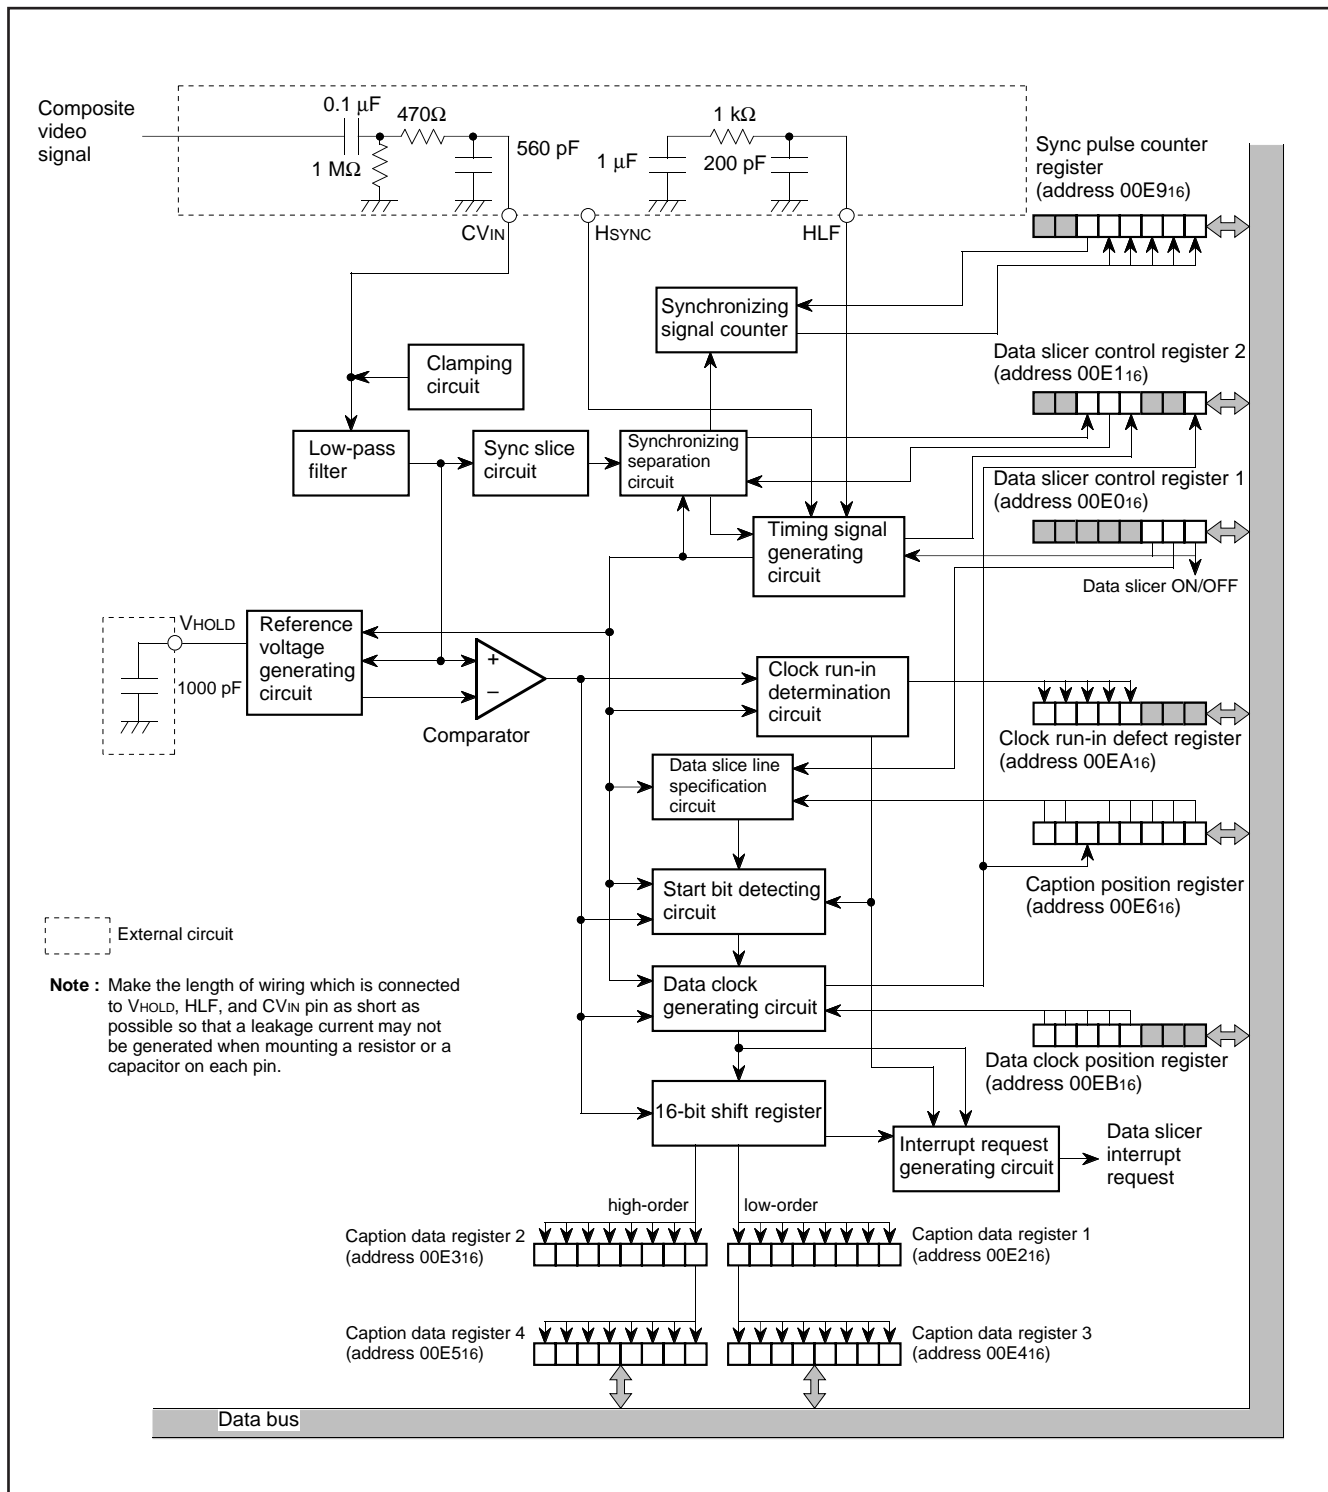 Composite
video
signal
0.1 μF
470Ω
1 MΩ
560 pF
1 kΩ
1 μF
200 pF
CVIN
HSYNC
HLF
Sync pulse counter
register
(address 00E916)
Synchronizing
signal counter
Data slicer control register 2
(address 00E116)
Clamping
circuit
Low-pass
filter
Sync slice
circuit
Synchronizing
separation
circuit
Data slicer control register 1
(address 00E016)
Timing signal
generating
circuit
Data slicer ON/OFF
VHOLD
1000 pF
Reference
voltage
generating
circuit
+
–
Comparator
Clock run-in
determination
circuit
Clock run-in defect register
(address 00EA16)
Data slice line
specification
circuit
Start bit detecting
circuit
Caption position register
(address 00E616)
External circuit
Note : Make the length of wiring which is connected
to VHOLD, HLF, and CVIN pin as short as
possible so that a leakage current may not
be generated when mounting a resistor or a
capacitor on each pin.
Data clock
generating circuit
Data clock position register
(address 00EB16)
16-bit shift register
Interrupt request
generating circuit
Data slicer
interrupt
request
high-order
low-order
Caption data register 2
(address 00E316)
Caption data register 1
(address 00E216)
Caption data register 4
(address 00E516)
Caption data register 3
(address 00E416)
Data bus